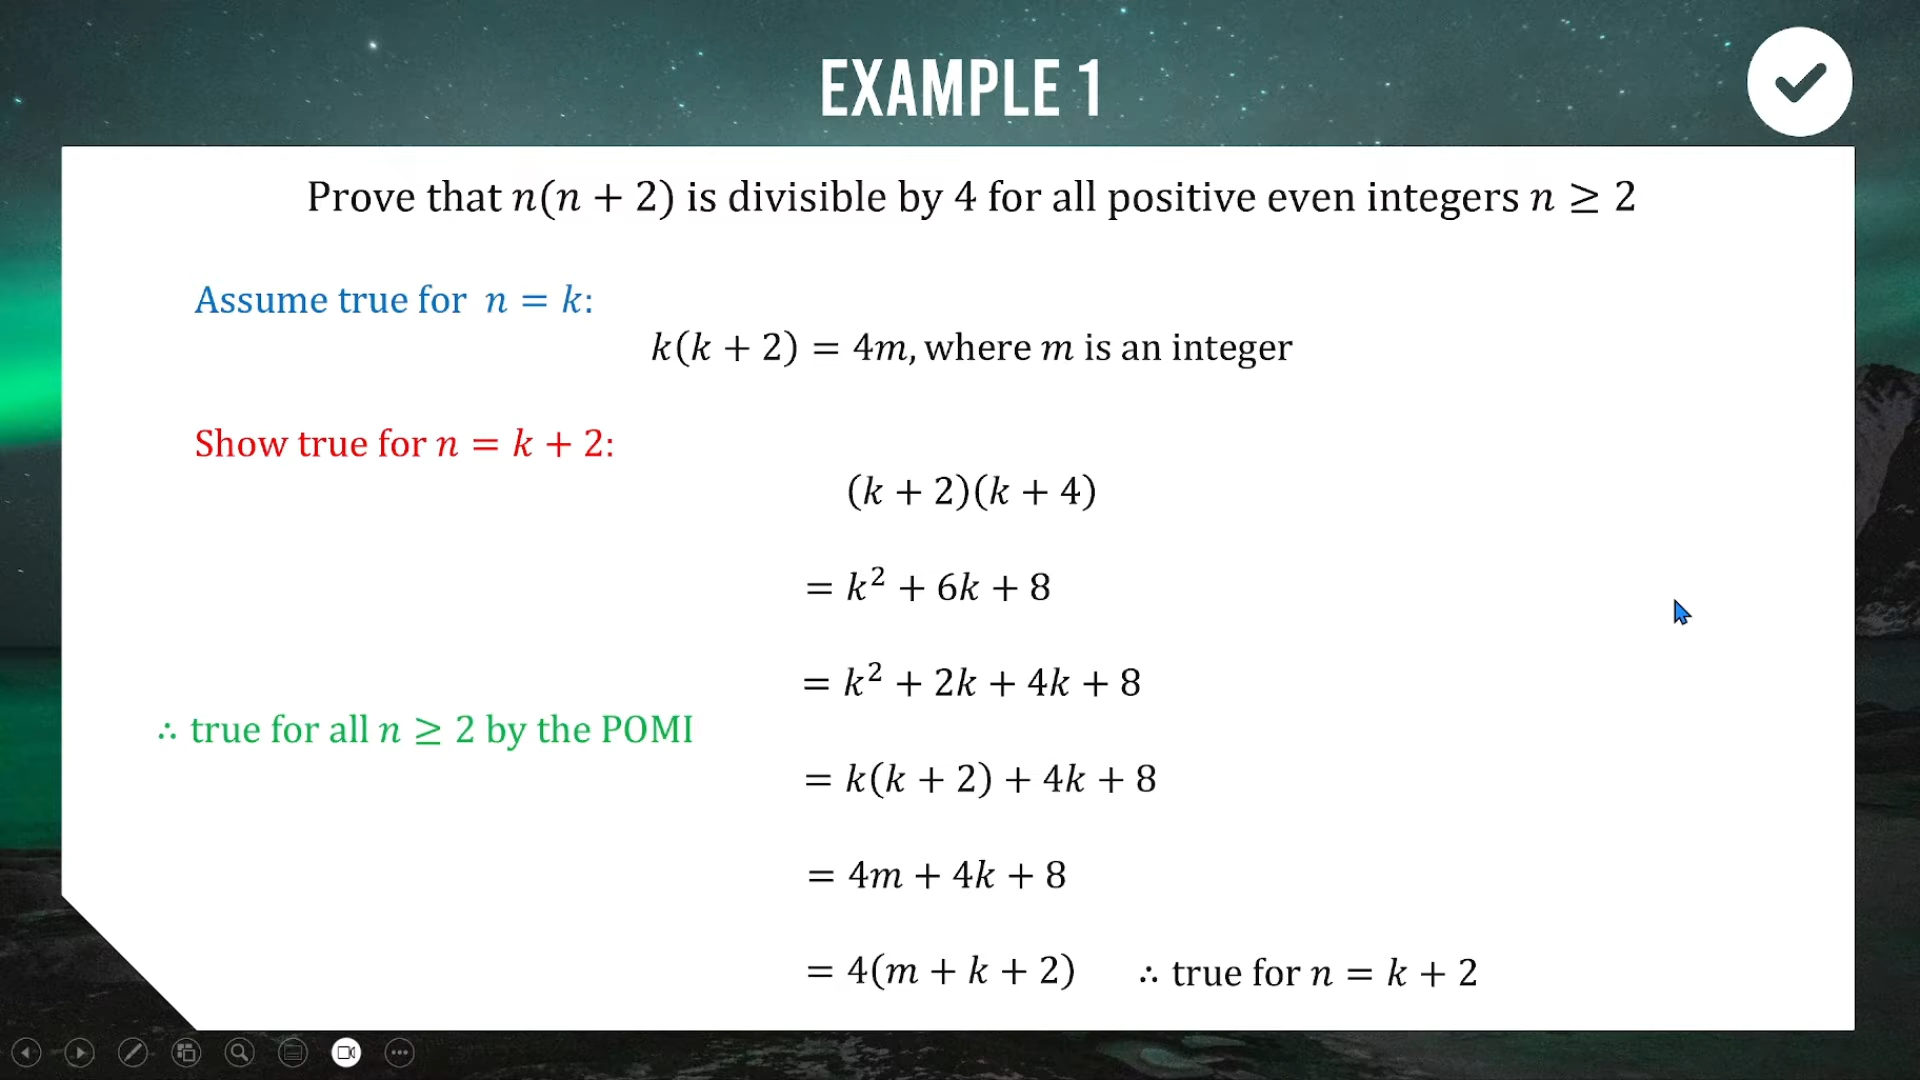 EXAMPLE 1
Prove that n(n + 2) is divisible by 4 for all positive even integers n ≥ 2
Assume true for n = k:
k(k + 2) = 4m, where m is an integer
Show true for n = k + 2:
(k + 2)(k + 4)
= k² + 6k + 8
= k² + 2k + 4k + 8
∴ true for all n ≥ 2 by the POMI
= k(k + 2) + 4k + 8
= 4m + 4k + 8
= 4(m + k + 2) ∴ true for n = k + 2